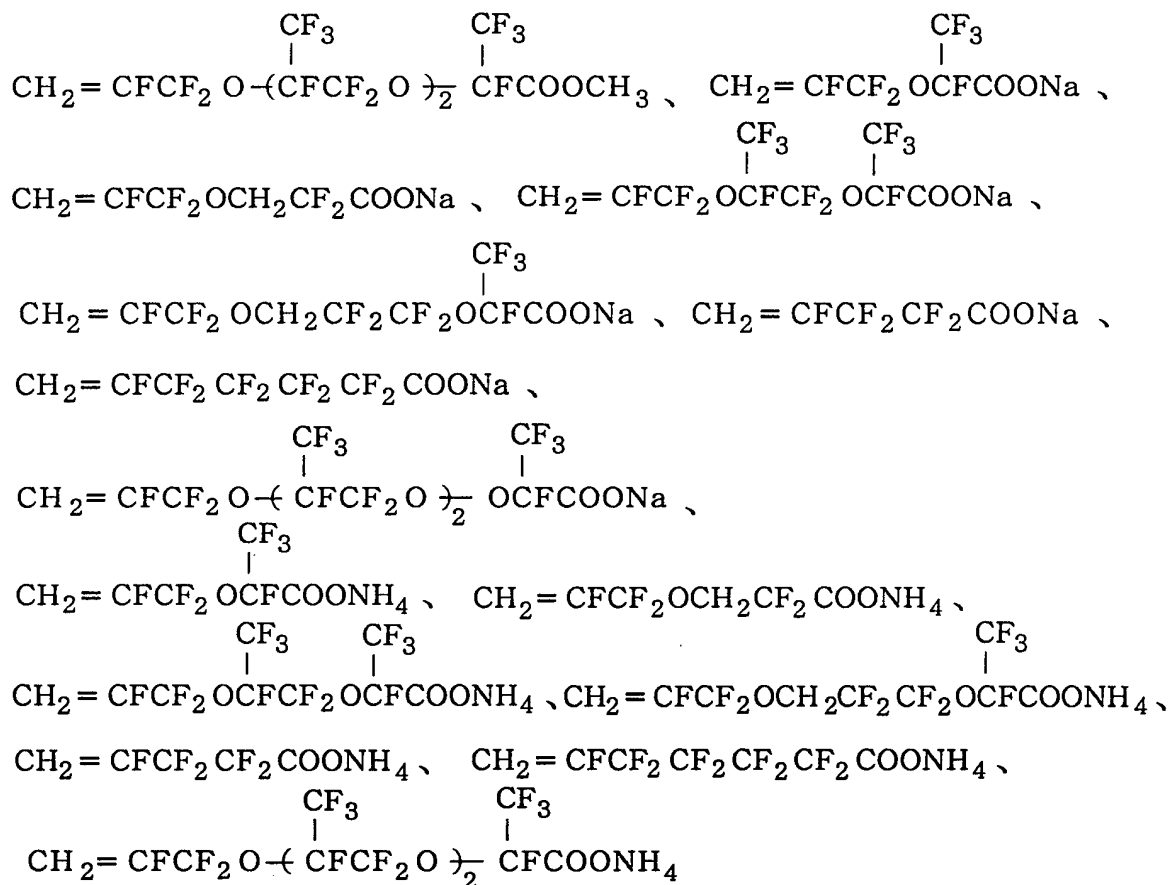 CF₃ CF₃ CF₃
CH₂=CFCF₂O-(CFCF₂O)₂-CFCOOCH₃、 CH₂=CFCF₂OCFCOONa、
CF₃ CF₃
CH₂=CFCF₂OCH₂CF₂COONa、 CH₂=CFCF₂OCFCF₂OCFCOONa、
CF₃
CH₂=CFCF₂OCH₂CF₂CF₂OCFCOONa、 CH₂=CFCF₂CF₂COONa、
CH₂=CFCF₂CF₂CF₂CF₂COONa、
CF₃ CF₃
CH₂=CFCF₂O-(CFCF₂O)₂-OCFCOONa、
CF₃
CH₂=CFCF₂OCFCOONH₄、 CH₂=CFCF₂OCH₂CF₂COONH₄、
CF₃ CF₃ CF₃
CH₂=CFCF₂OCFCF₂OCFCOONH₄、CH₂=CFCF₂OCH₂CF₂CF₂OCFCOONH₄、
CH₂=CFCF₂CF₂COONH₄、 CH₂=CFCF₂CF₂CF₂CF₂COONH₄、
CF₃ CF₃
CH₂=CFCF₂O-(CFCF₂O)₂-CFCOONH₄